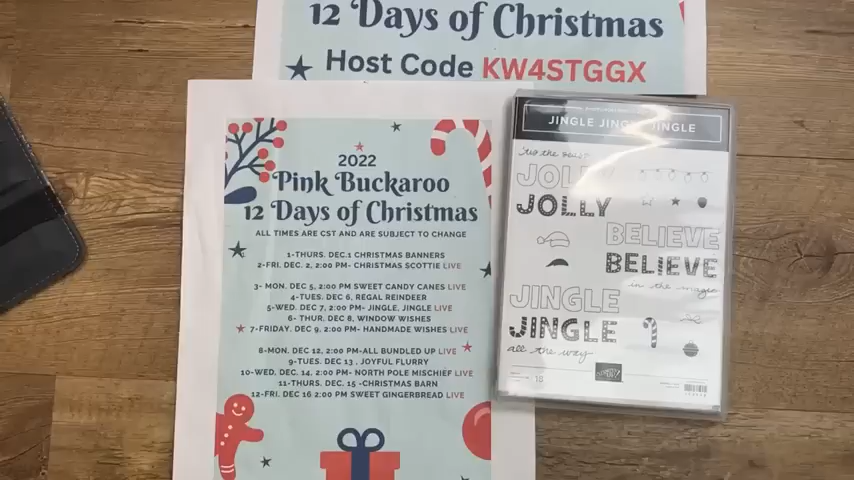 12 Days of Christmas
Host Code KW4STGGX
2022
Pink Buckaroo
12 Days of Christmas
ALL TIMES ARE CST AND ARE SUBJECT TO CHANGE
1-THURS. DEC.1 CHRISTMAS BANNERS
2-FRI. DEC. 2, 2:00 PM- CHRISTMAS SCOTTIE LIVE
3- MON. DEC 5, 2:00 PM SWEET CANDY CANES LIVE
4-TUES. DEC 6, REGAL REINDEER
5-WED. DEC 7, 2:00 PM- JINGLE, JINGLE LIVE
6- THUR. DEC 8, WINDOW WISHES
7-FRIDAY. DEC 9, 2:00 PM- HANDMADE WISHES LIVE
8-MON. DEC 12, 2:00 PM-ALL BUNDLED UP LIVE
9-TUES. DEC 13 , JOYFUL FLURRY
10-WED. DEC. 14, 2:00 PM- NORTH POLE MISCHIEF LIVE
11-THURS. DEC. 15 -CHRISTMAS BARN
12-FRI. DEC 16 2:00 PM SWEET GINGERBREAD LIVE
JINGLE JINGLE JINGLE
'tis the season
JOLLY
JOLLY
BELIEVE
BELIEVE
in the magic
JINGLE
JINGLE
all the way
18